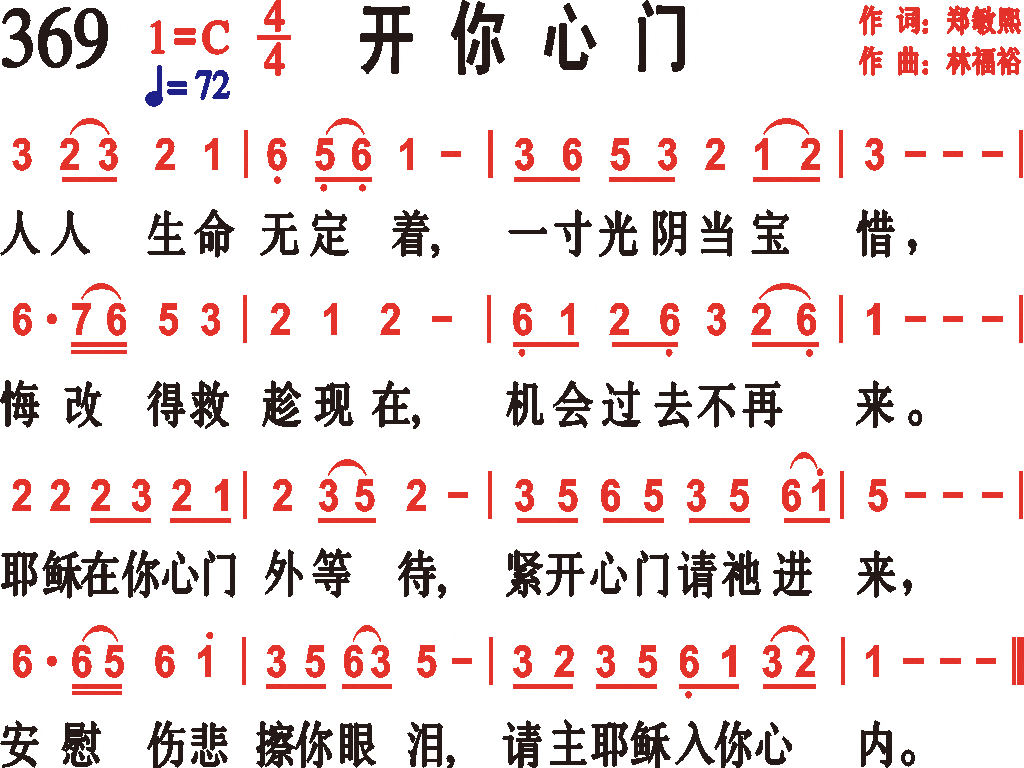 369 1=C 4/4 开你心门 作词：郑敏熙
♩=72 作曲：林福裕
3 2 3 2 1 | 6 5 6 1 - | 3 6 5 3 2 1 2 | 3 - - - |
人人生命无定着，一寸光阴当宝惜，
6·7 6 5 3 | 2 1 2 - | 6 1 2 6 3 2 6 | 1 - - - |
悔改得救趁现在，机会过去不再来。
2 2 2 3 2 1 | 2 3 5 2 - | 3 5 6 5 3 5 6 1 | 5 - - - |
耶稣在你心门外等待，紧开心门请祂进来，
6·6 5 6 1 | 3 5 6 3 5 - | 3 2 3 5 6 1 3 2 | 1 - - - ‖
安慰伤悲擦你眼泪，请主耶稣入你心内。